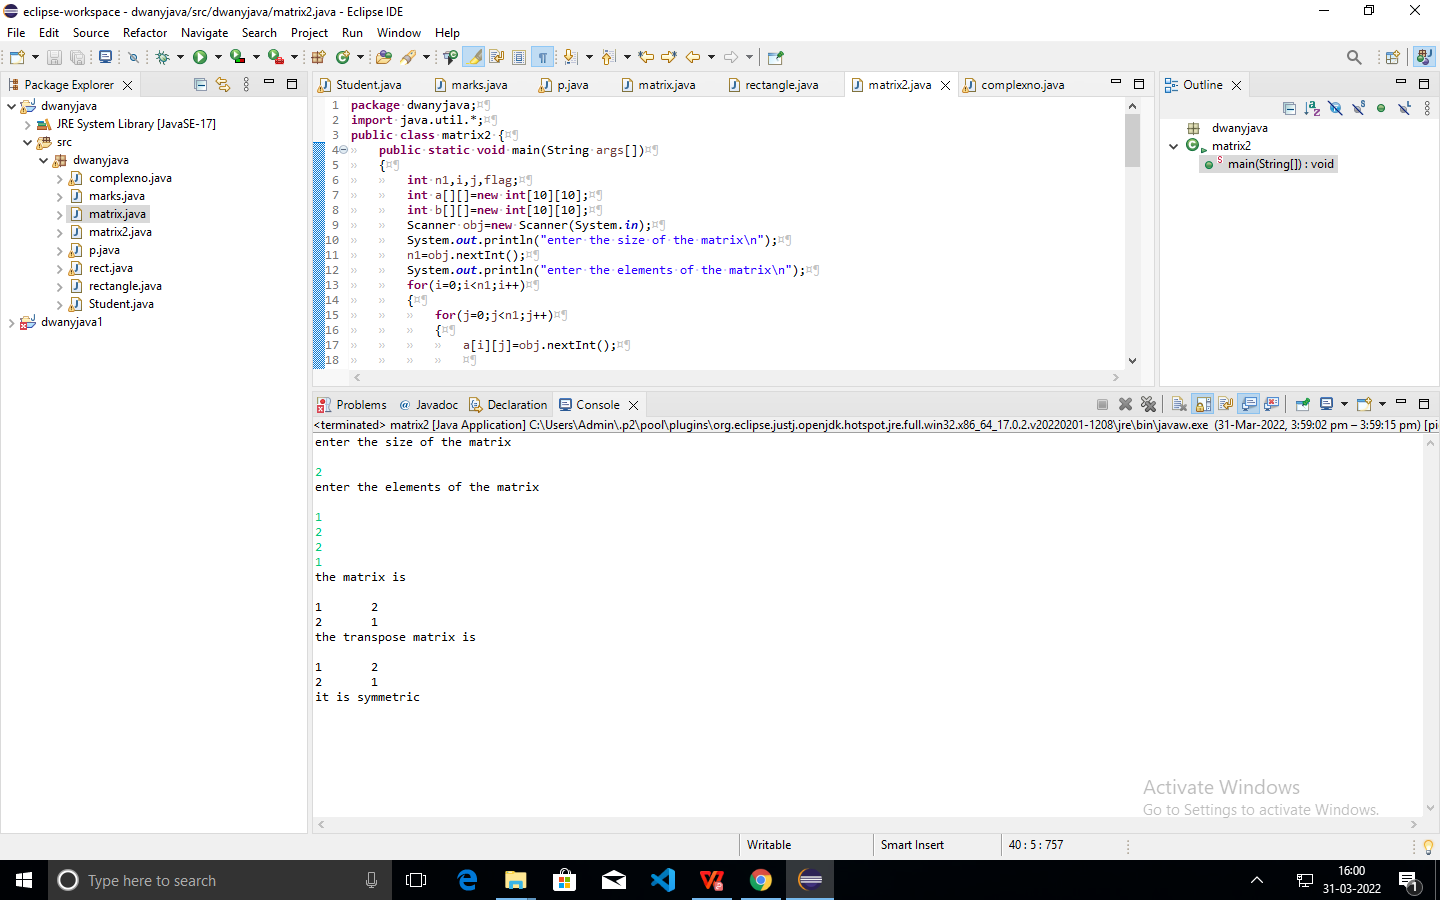 eclipse-workspace - dwanyjava/src/dwanyjava/matrix2.java - Eclipse IDE
File Edit Source Refactor Navigate Search Project Run Window Help
Package Explorer
dwanyjava
JRE System Library [JavaSE-17]
src
dwanyjava
complexno.java
marks.java
matrix.java
matrix2.java
p.java
rect.java
rectangle.java
Student.java
dwanyjava1
Student.java marks.java p.java matrix.java rectangle.java matrix2.java complexno.java
1 package dwanyjava;
2 import java.util.*;
3 public class matrix2 {
4 public static void main(String args[])
5 {
6 int n1,i,j,flag;
7 int a[][]=new int[10][10];
8 int b[][]=new int[10][10];
9 Scanner obj=new Scanner(System.in);
10 System.out.println("enter the size of the matrix\n");
11 n1=obj.nextInt();
12 System.out.println("enter the elements of the matrix\n");
13 for(i=0;i<n1;i++)
14 {
15 for(j=0;j<n1;j++)
16 {
17 a[i][j]=obj.nextInt();
18
Outline
dwanyjava
matrix2
main(String[]) : void
Problems Javadoc Declaration Console
<terminated> matrix2 [Java Application] C:\Users\Admin\.p2\pool\plugins\org.eclipse.justj.openjdk.hotspot.jre.full.win32.x86_64_17.0.2.v20220201-1208\jre\bin\javaw.exe (31-Mar-2022, 3:59:02 pm – 3:59:15 pm) [pi
enter the size of the matrix
2
enter the elements of the matrix
1
2
2
1
the matrix is
1 2
2 1
the transpose matrix is
1 2
2 1
it is symmetric
Activate Windows
Go to Settings to activate Windows.
Writable Smart Insert 40 : 5 : 757
Type here to search
16:00
31-03-2022
1